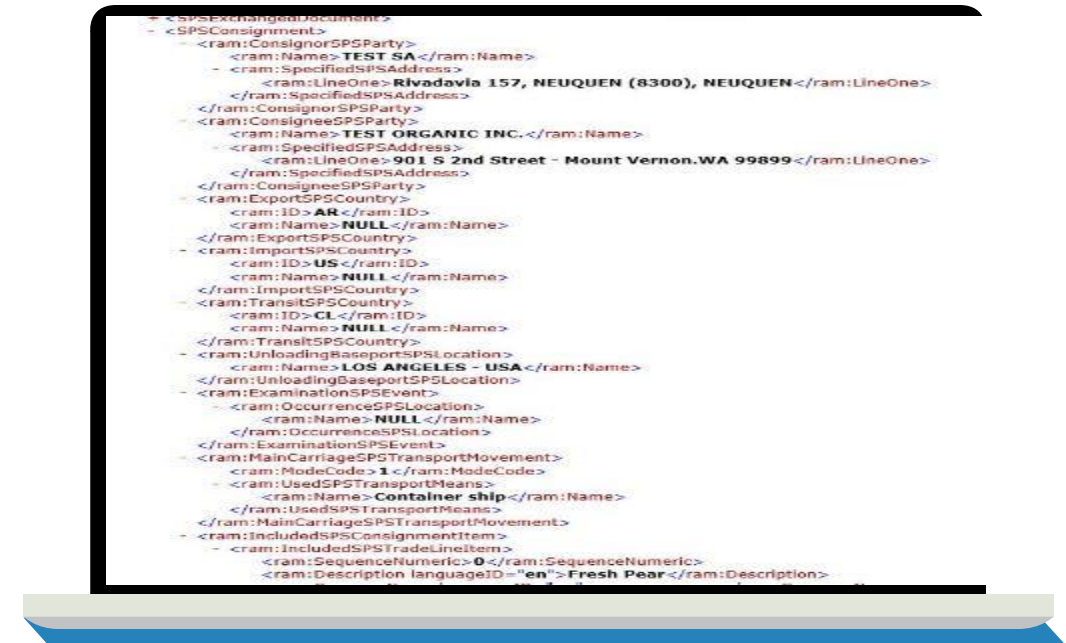 + <SPSExchangedDocument>
- <SPSConsignment>
- <ram:ConsignorSPSParty>
<ram:Name>TEST SA</ram:Name>
- <ram:SpecifiedSPSAddress>
<ram:LineOne>Rivadavia 157, NEUQUEN (8300), NEUQUEN</ram:LineOne>
</ram:SpecifiedSPSAddress>
</ram:ConsignorSPSParty>
- <ram:ConsigneeSPSParty>
<ram:Name>TEST ORGANIC INC.</ram:Name>
- <ram:SpecifiedSPSAddress>
<ram:LineOne>901 S 2nd Street - Mount Vernon.WA 99899</ram:LineOne>
</ram:SpecifiedSPSAddress>
</ram:ConsigneeSPSParty>
- <ram:ExportSPSCountry>
<ram:ID>AR</ram:ID>
<ram:Name>NULL</ram:Name>
</ram:ExportSPSCountry>
- <ram:ImportSPSCountry>
<ram:ID>US</ram:ID>
<ram:Name>NULL</ram:Name>
</ram:ImportSPSCountry>
- <ram:TransitSPSCountry>
<ram:ID>CL</ram:ID>
<ram:Name>NULL</ram:Name>
</ram:TransitSPSCountry>
- <ram:UnloadingBaseportSPSLocation>
<ram:Name>LOS ANGELES - USA</ram:Name>
</ram:UnloadingBaseportSPSLocation>
- <ram:ExaminationSPSEvent>
- <ram:OccurrenceSPSLocation>
<ram:Name>NULL</ram:Name>
</ram:OccurrenceSPSLocation>
</ram:ExaminationSPSEvent>
- <ram:MainCarriageSPSTransportMovement>
<ram:ModeCode>1</ram:ModeCode>
- <ram:UsedSPSTransportMeans>
<ram:Name>Container ship</ram:Name>
</ram:UsedSPSTransportMeans>
</ram:MainCarriageSPSTransportMovement>
- <ram:IncludedSPSConsignmentItem>
- <ram:IncludedSPSTradeLineItem>
<ram:SequenceNumeric>0</ram:SequenceNumeric>
<ram:Description languageID="en">Fresh Pear</ram:Description>